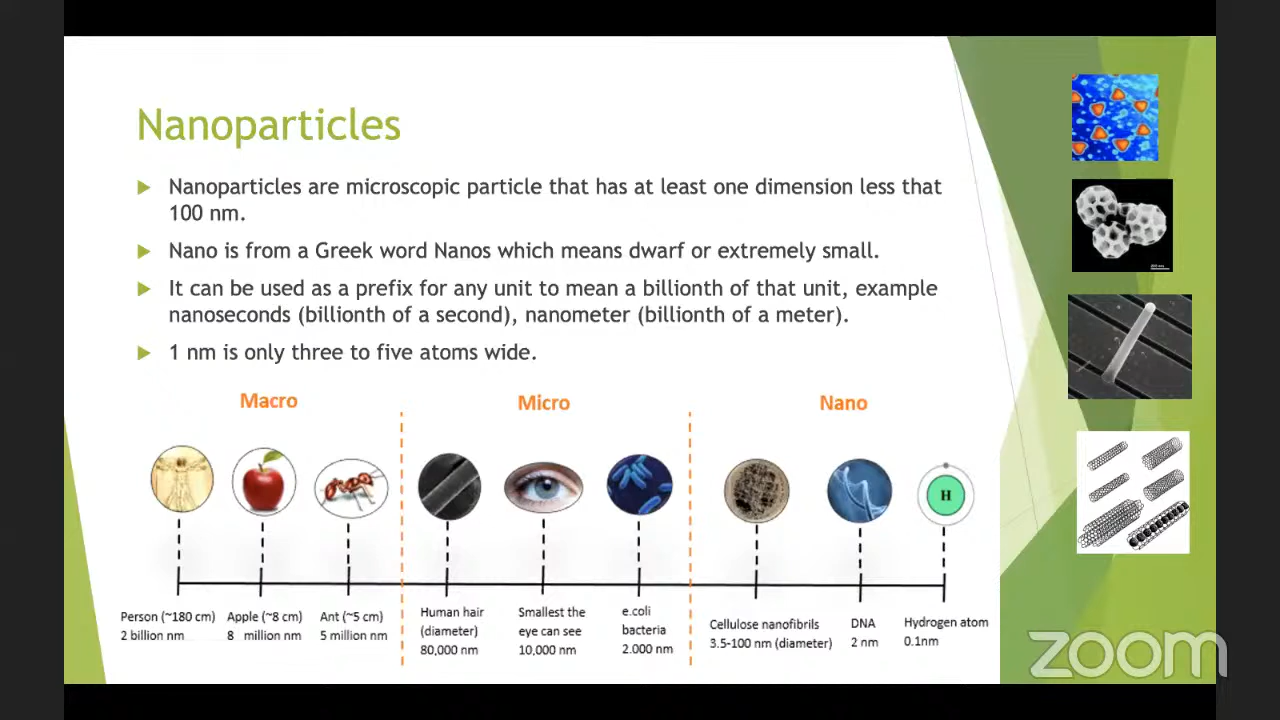 Nanoparticles
Nanoparticles are microscopic particle that has at least one dimension less that
100 nm.
Nano is from a Greek word Nanos which means dwarf or extremely small.
It can be used as a prefix for any unit to mean a billionth of that unit, example
nanoseconds (billionth of a second), nanometer (billionth of a meter).
1 nm is only three to five atoms wide.
Macro
Micro
Nano
H
Person (~180 cm)
2 billion nm
Apple (~8 cm)
8 million nm
Ant (~5 cm)
5 million nm
Human hair
(diameter)
80,000 nm
Smallest the
eye can see
10,000 nm
e.coli
bacteria
2.000 nm
Cellulose nanofibrils
3.5-100 nm (diameter)
DNA
2 nm
Hydrogen atom
0.1nm
zoom